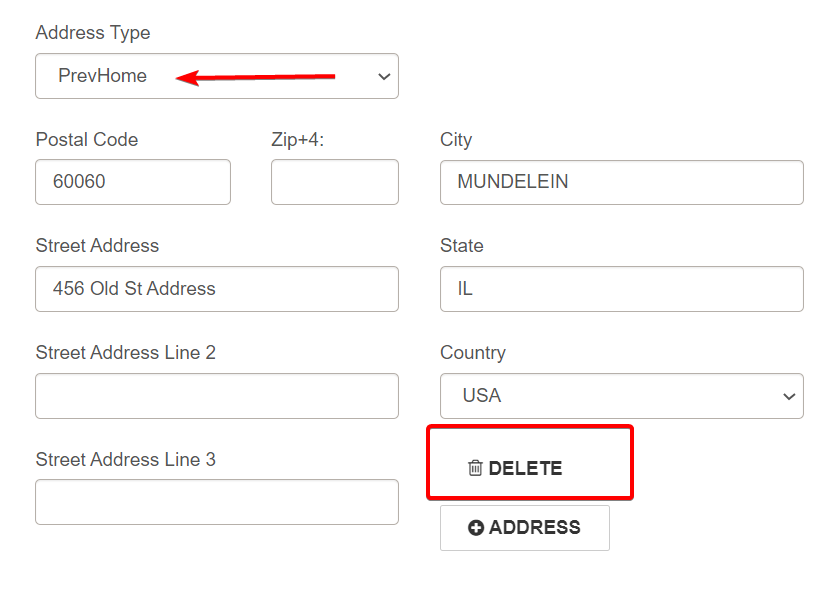 Address Type
PrevHome
Postal Code
Zip+4:
City
60060
MUNDELEIN
Street Address
State
456 Old St Address
IL
Street Address Line 2
Country
USA
Street Address Line 3
DELETE
ADDRESS